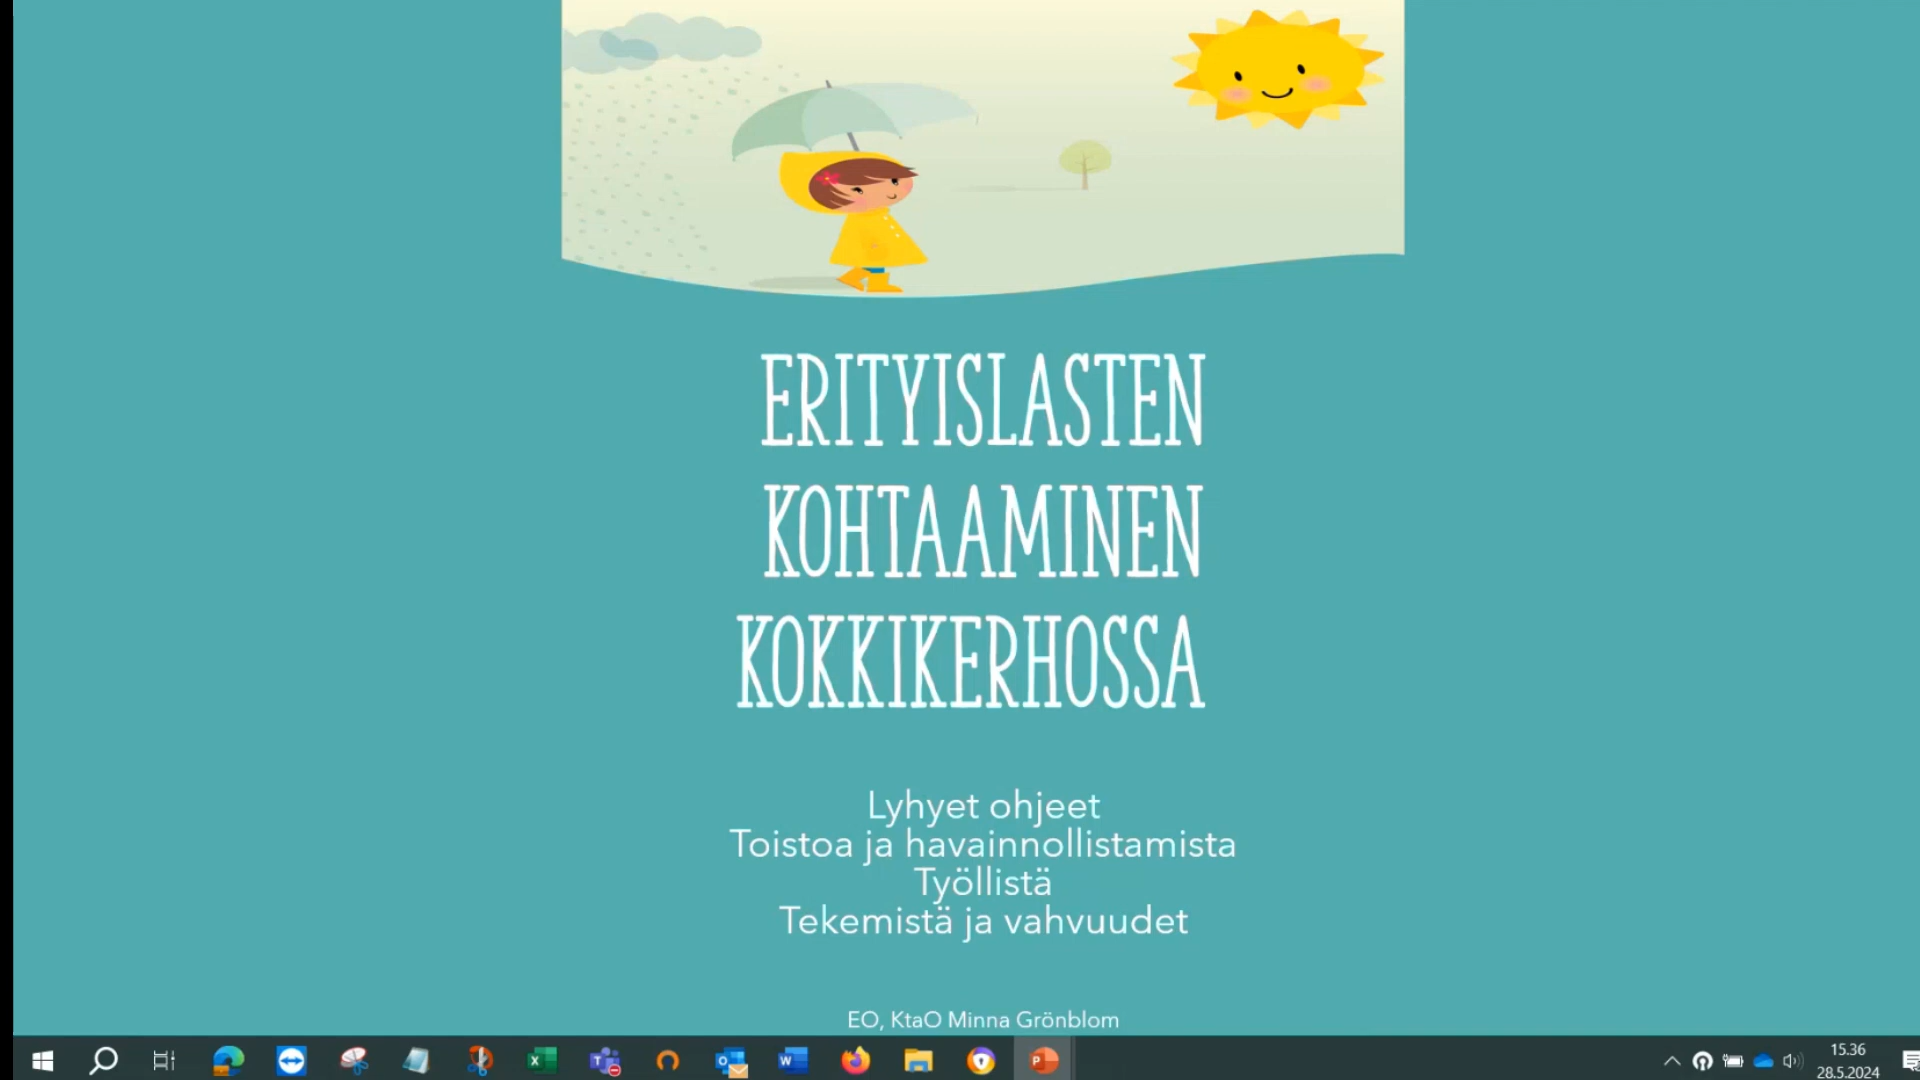 ERITYISLASTEN
KOHTAAMINEN
KOKKIKERHOSSA
Lyhyet ohjeet
Toistoa ja havainnollistamista
Työllistä
Tekemistä ja vahvuudet
EO, KtaO Minna Grönblom
15.36
28.5.2024